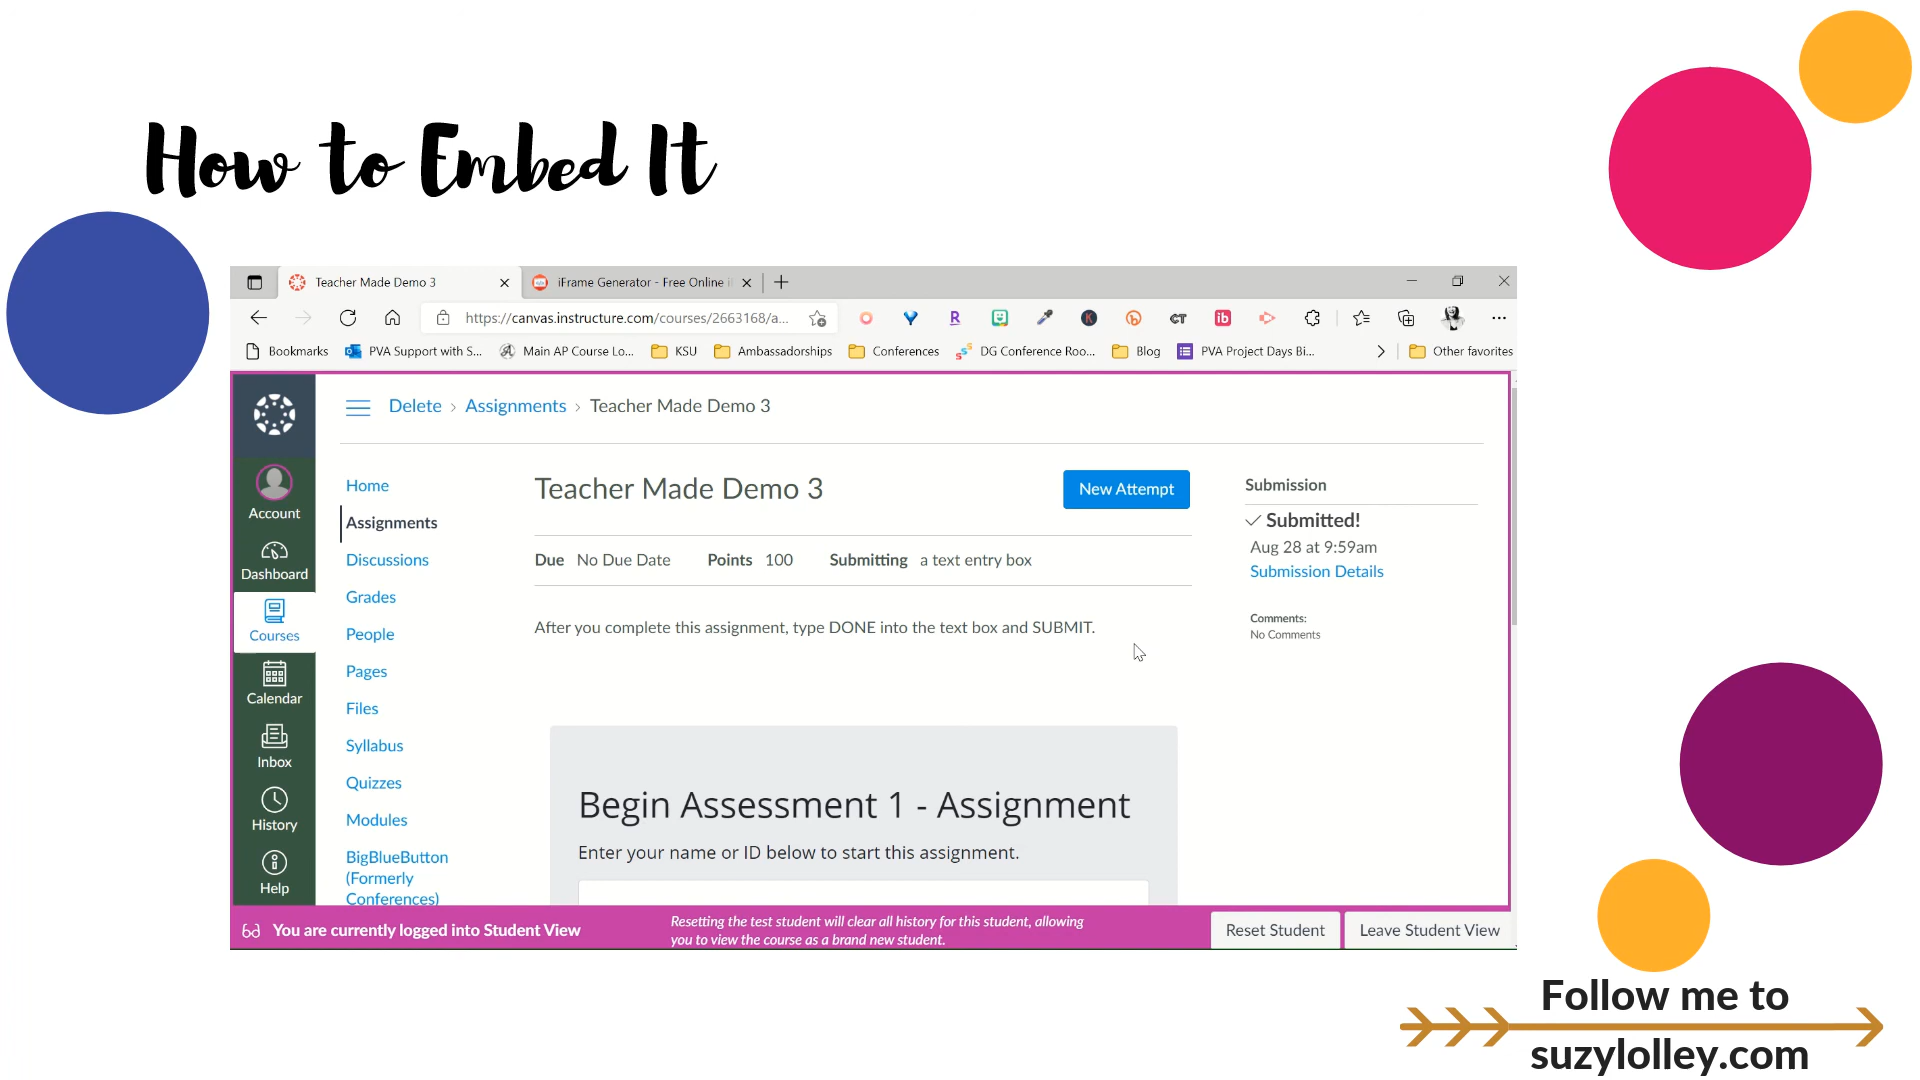 How to Embed It
Teacher Made Demo 3
iFrame Generator - Free Online i
https://canvas.instructure.com/courses/2663168/a...
Bookmarks
PVA Support with S...
Main AP Course Lo...
KSU
Ambassadorships
Conferences
DG Conference Roo...
Blog
PVA Project Days Bi...
Other favorites
Delete > Assignments > Teacher Made Demo 3
Account
Dashboard
Courses
Calendar
Inbox
History
Help
Home
Assignments
Discussions
Grades
People
Pages
Files
Syllabus
Quizzes
Modules
BigBlueButton
(Formerly
Conferences)
Teacher Made Demo 3
New Attempt
Due No Due Date Points 100 Submitting a text entry box
After you complete this assignment, type DONE into the text box and SUBMIT.
Begin Assessment 1 - Assignment
Enter your name or ID below to start this assignment.
Submission
Submitted!
Aug 28 at 9:59am
Submission Details
Comments:
No Comments
You are currently logged into Student View
Resetting the test student will clear all history for this student, allowing
you to view the course as a brand new student.
Reset Student
Leave Student View
Follow me to
suzylolley.com